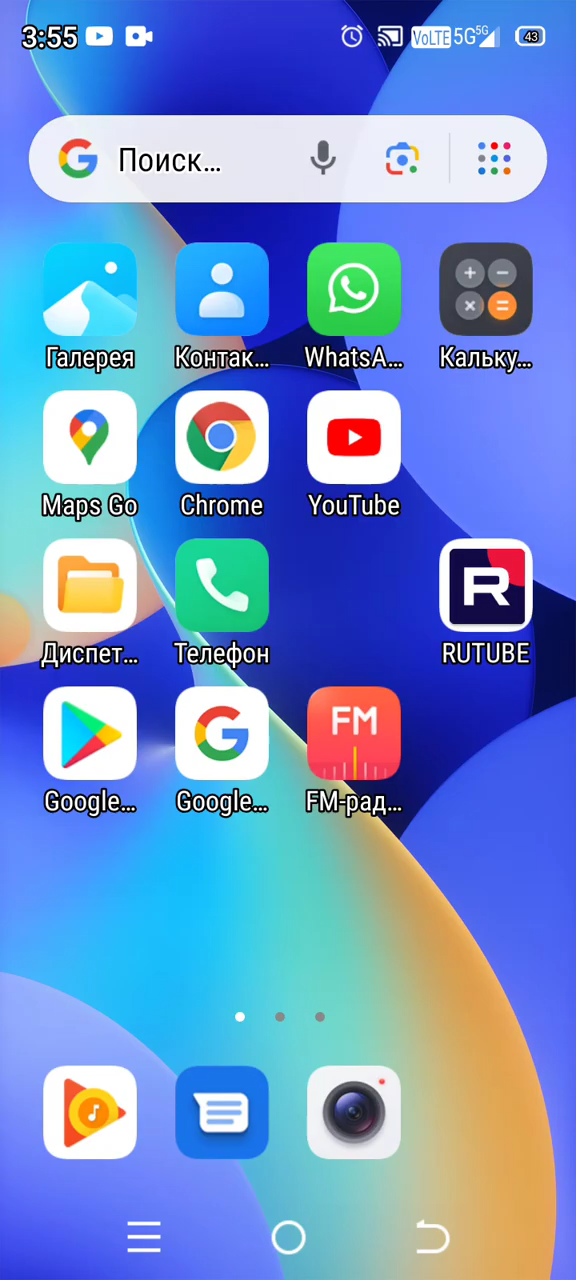 3:55 VoLTE 5G 5G 43
Поиск...
Галерея Контак... WhatsA... Кальку...
Maps Go Chrome YouTube
R
Диспет... Телефон RUTUBE
FM
Google... Google... FM-рад...